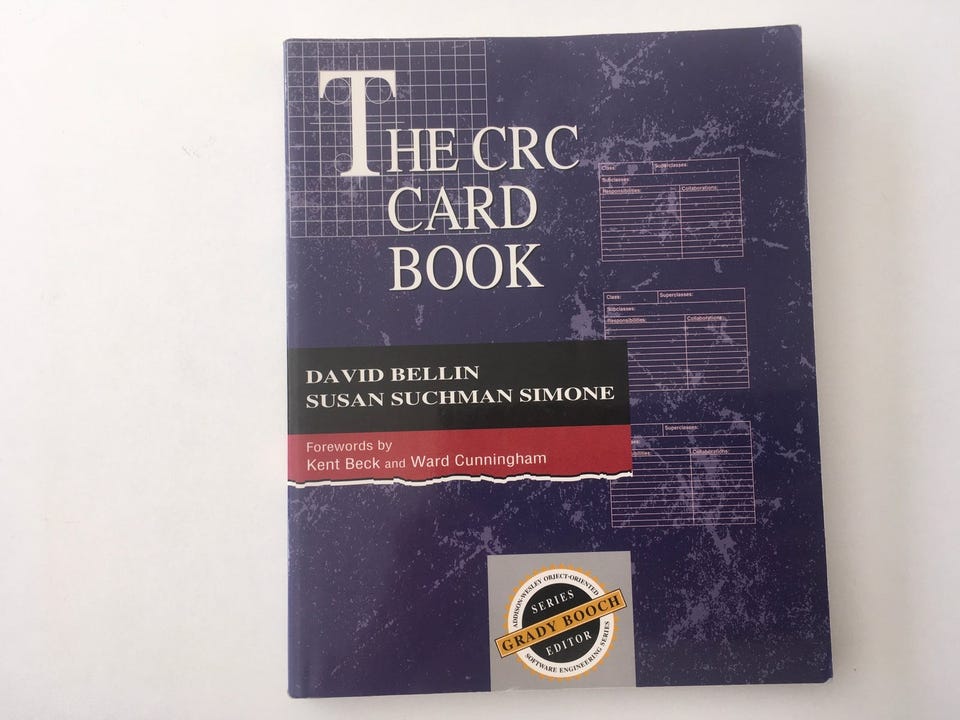 THE CRC
CARD
BOOK
Class: Superclasses:
Subclasses:
Responsibilities: Collaborations:
Class: Superclasses:
Subclasses:
Responsibilities: Collaborations:
DAVID BELLIN
SUSAN SUCHMAN SIMONE
Forewords by
Kent Beck and Ward Cunningham
Superclasses:
Collaborations:
ADDISON-WESLEY OBJECT-ORIENTED
SERIES
GRADY BOOCH
EDITOR
SOFTWARE ENGINEERING SERIES